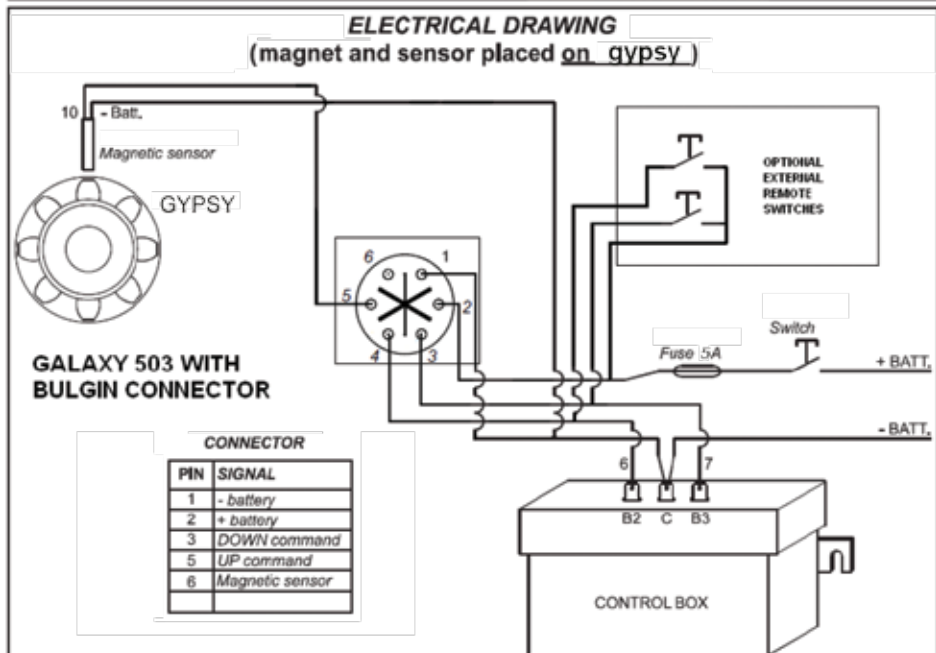 ELECTRICAL DRAWING
(magnet and sensor placed on gypsy )
10 - Batt.
Magnetic sensor
GYPSY
OPTIONAL
EXTERNAL
REMOTE
SWITCHES
6 1
5 2
4 3
GALAXY 503 WITH
BULGIN CONNECTOR
Switch
Fuse 5A
+ BATT.
- BATT.
CONNECTOR
PIN SIGNAL
1 - battery
2 + battery
3 DOWN command
5 UP command
6 Magnetic sensor
6 7
B2 C B3
CONTROL BOX